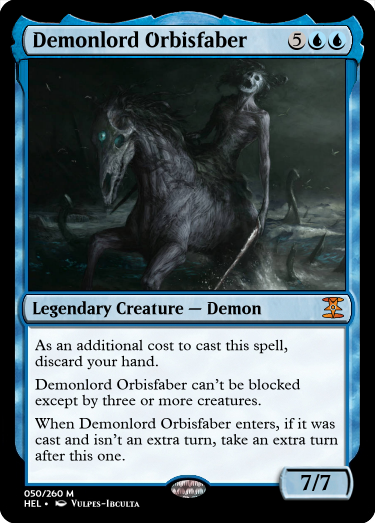 Demonlord Orbisfaber 5
Legendary Creature — Demon
As an additional cost to cast this spell,
discard your hand.
Demonlord Orbisfaber can't be blocked
except by three or more creatures.
When Demonlord Orbisfaber enters, if it was
cast and isn't an extra turn, take an extra turn
after this one.
7/7
050/260 M
HEL • Vulpes-Ibculta